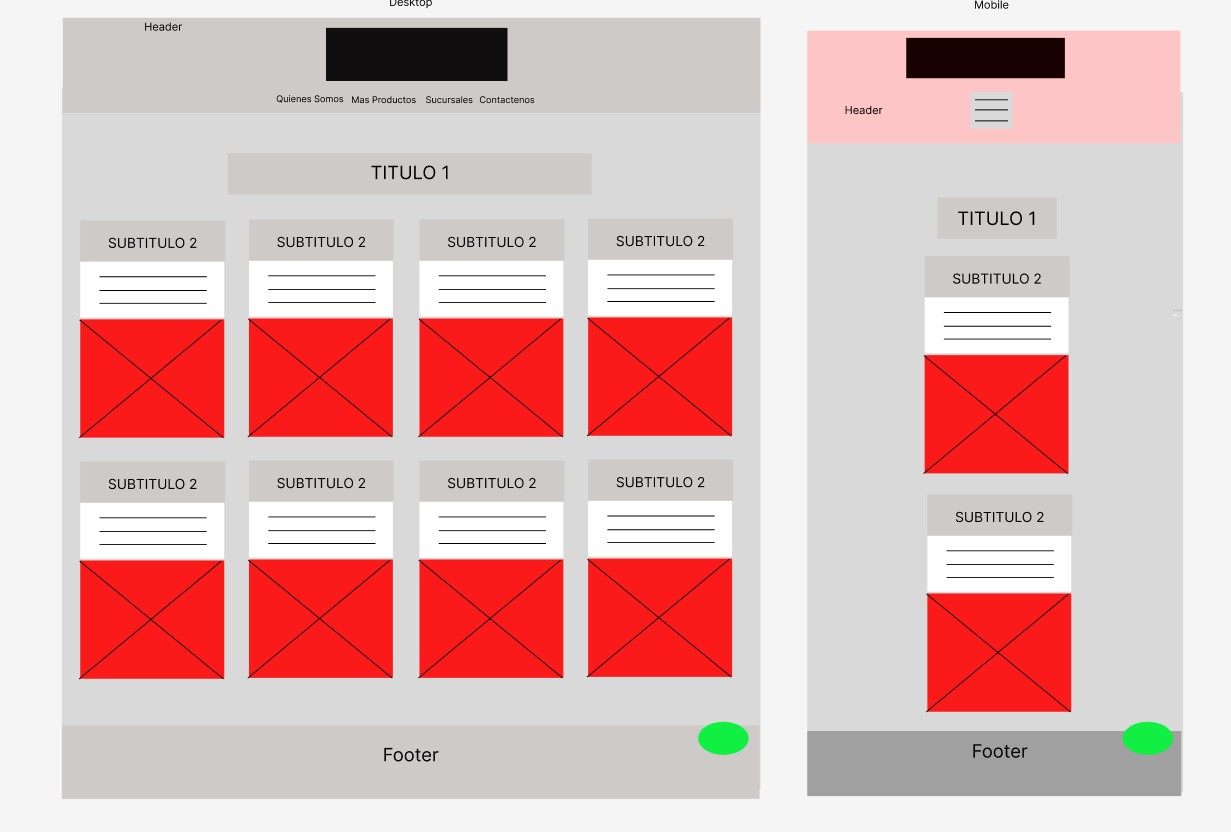 Desktop
Header
Quienes Somos Mas Productos Sucursales Contactenos
TITULO 1
SUBTITULO 2 SUBTITULO 2 SUBTITULO 2 SUBTITULO 2
SUBTITULO 2 SUBTITULO 2 SUBTITULO 2 SUBTITULO 2
Footer
Mobile
Header
TITULO 1
SUBTITULO 2
SUBTITULO 2
Footer